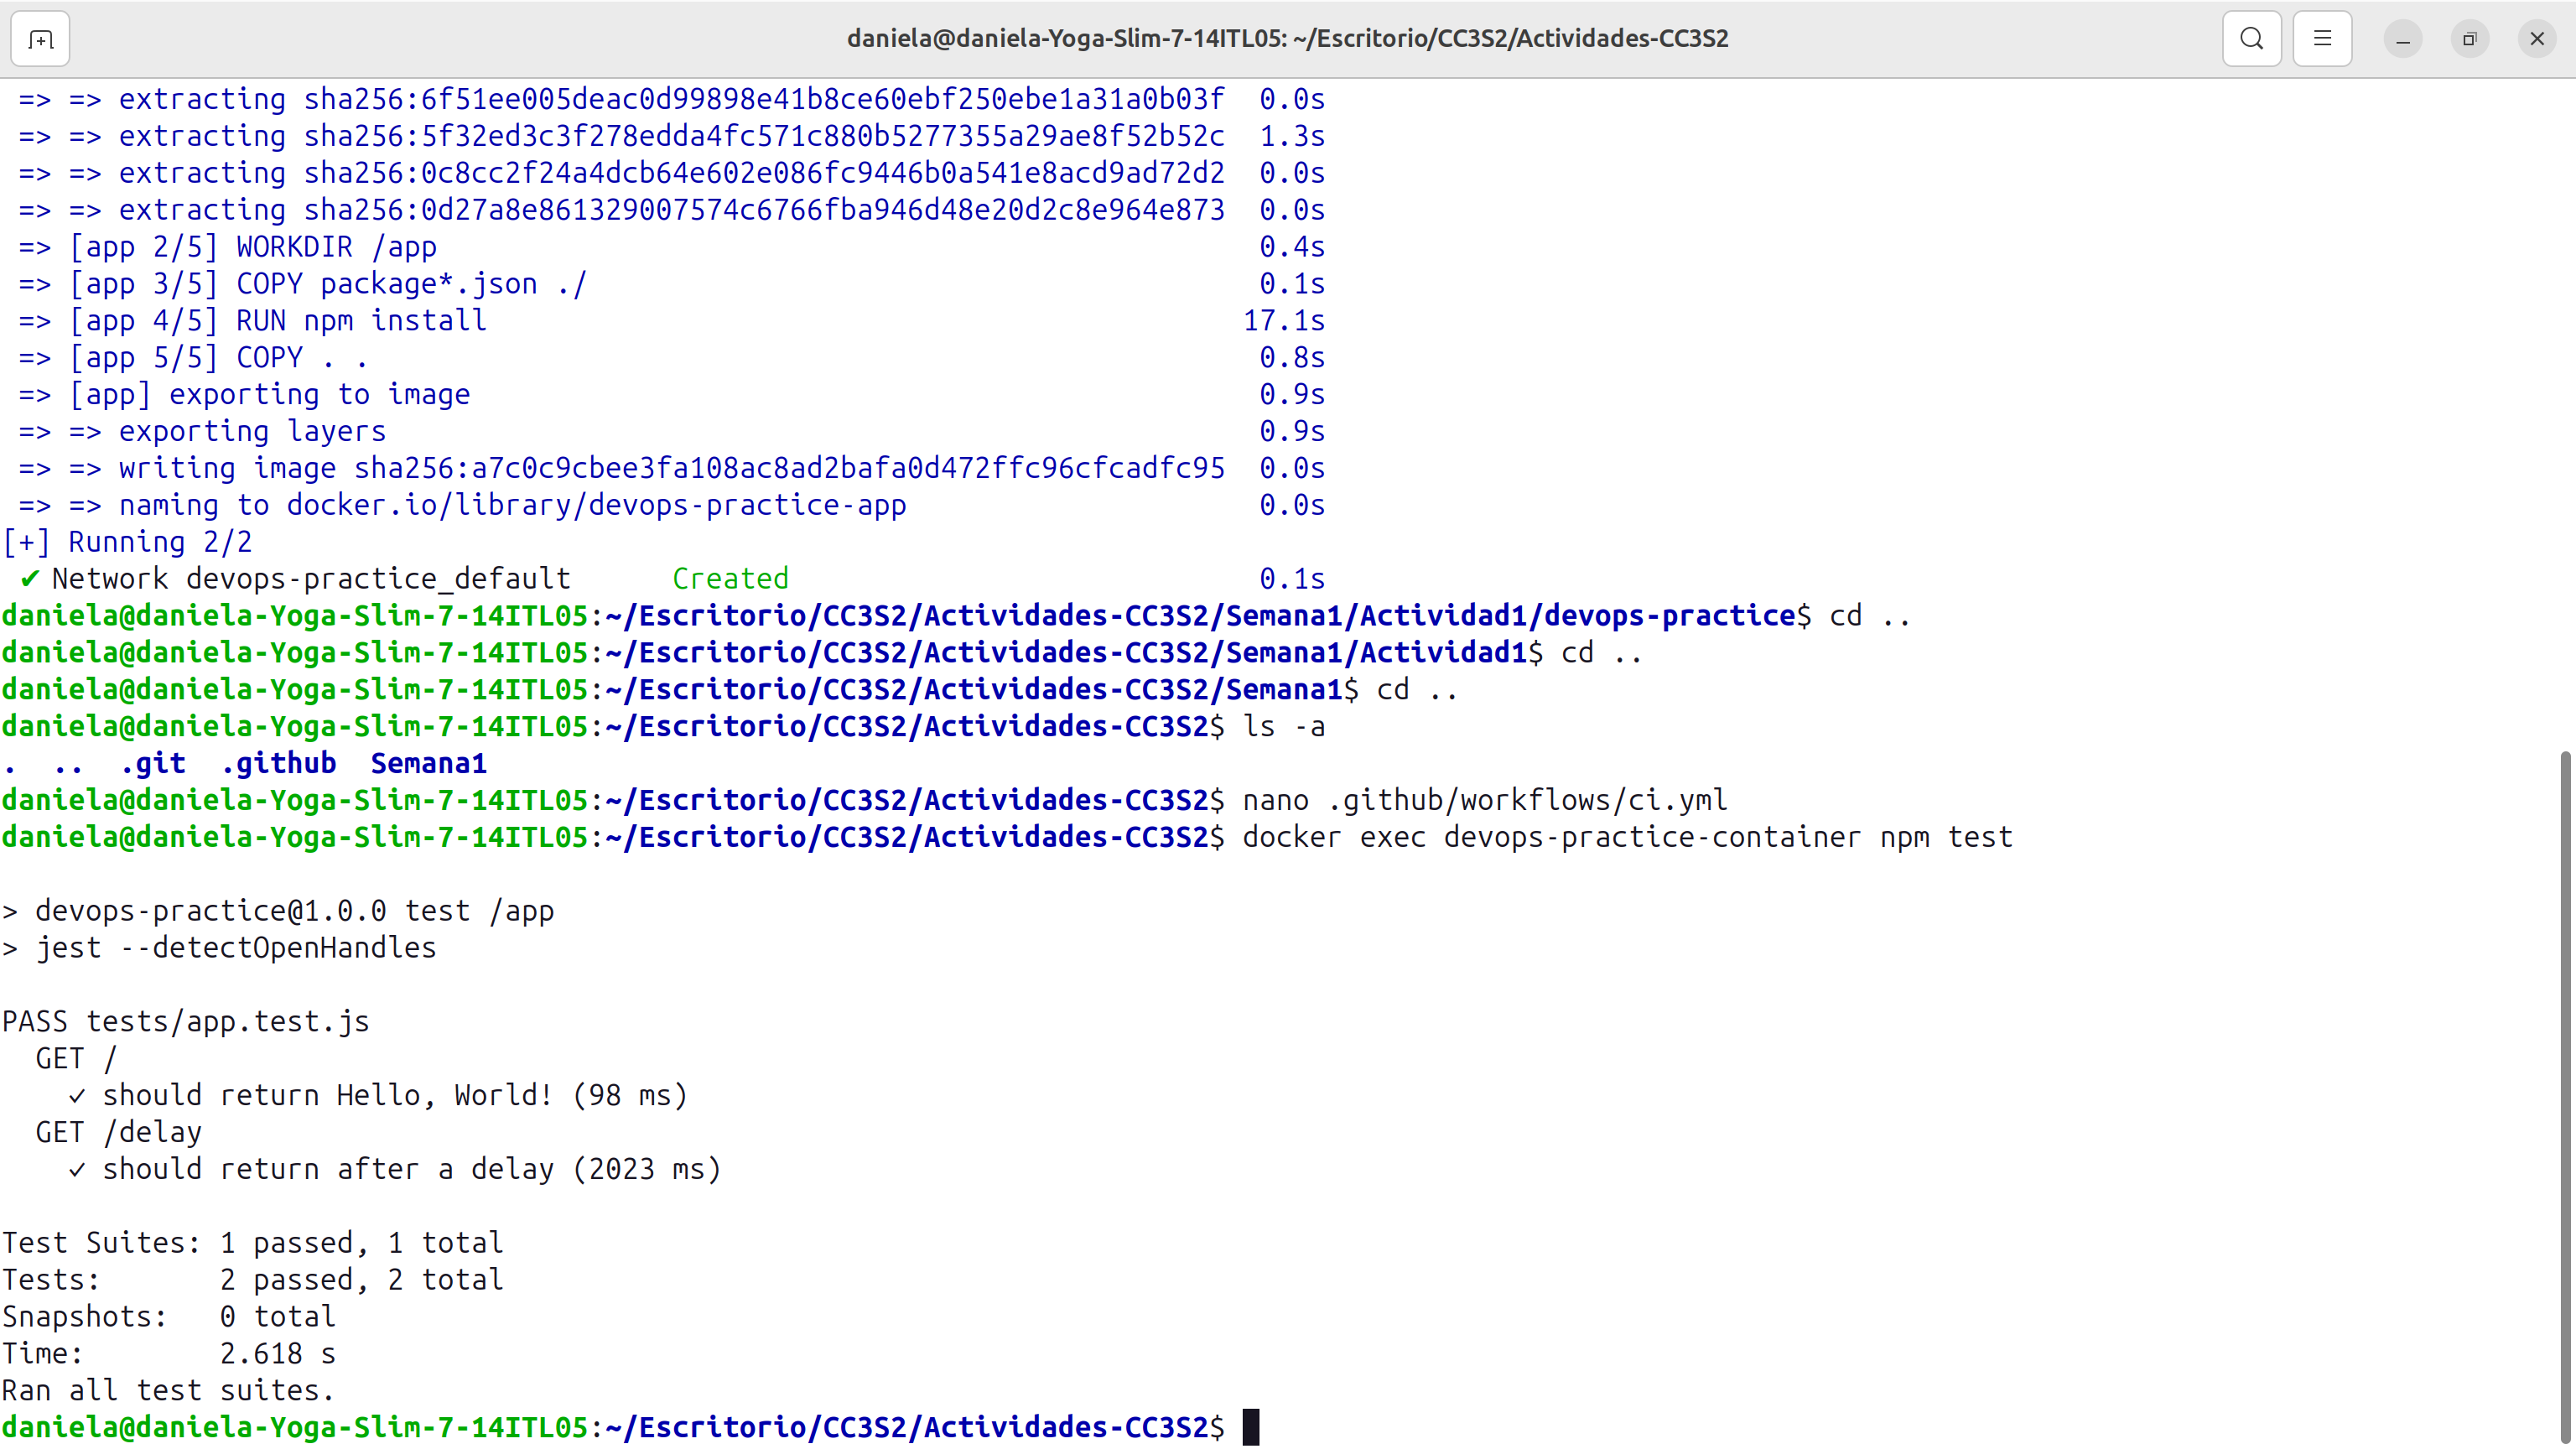 daniela@daniela-Yoga-Slim-7-14ITL05: ~/Escritorio/CC3S2/Actividades-CC3S2
=> => extracting sha256:6f51ee005deac0d99898e41b8ce60ebf250ebe1a31a0b03f 0.0s
=> => extracting sha256:5f32ed3c3f278edda4fc571c880b5277355a29ae8f52b52c 1.3s
=> => extracting sha256:0c8cc2f24a4dcb64e602e086fc9446b0a541e8acd9ad72d2 0.0s
=> => extracting sha256:0d27a8e861329007574c6766fba946d48e20d2c8e964e873 0.0s
=> [app 2/5] WORKDIR /app 0.4s
=> [app 3/5] COPY package*.json ./ 0.1s
=> [app 4/5] RUN npm install 17.1s
=> [app 5/5] COPY . . 0.8s
=> [app] exporting to image 0.9s
=> => exporting layers 0.9s
=> => writing image sha256:a7c0c9cbee3fa108ac8ad2bafa0d472ffc96cfcadfc95 0.0s
=> => naming to docker.io/library/devops-practice-app 0.0s
[+] Running 2/2
✔ Network devops-practice_default Created 0.1s
daniela@daniela-Yoga-Slim-7-14ITL05:~/Escritorio/CC3S2/Actividades-CC3S2/Semana1/Actividad1/devops-practice$ cd ..
daniela@daniela-Yoga-Slim-7-14ITL05:~/Escritorio/CC3S2/Actividades-CC3S2/Semana1/Actividad1$ cd ..
daniela@daniela-Yoga-Slim-7-14ITL05:~/Escritorio/CC3S2/Actividades-CC3S2/Semana1$ cd ..
daniela@daniela-Yoga-Slim-7-14ITL05:~/Escritorio/CC3S2/Actividades-CC3S2$ ls -a
. .. .git .github Semana1
daniela@daniela-Yoga-Slim-7-14ITL05:~/Escritorio/CC3S2/Actividades-CC3S2$ nano .github/workflows/ci.yml
daniela@daniela-Yoga-Slim-7-14ITL05:~/Escritorio/CC3S2/Actividades-CC3S2$ docker exec devops-practice-container npm test
> devops-practice@1.0.0 test /app
> jest --detectOpenHandles
PASS tests/app.test.js
GET /
✓ should return Hello, World! (98 ms)
GET /delay
✓ should return after a delay (2023 ms)
Test Suites: 1 passed, 1 total
Tests: 2 passed, 2 total
Snapshots: 0 total
Time: 2.618 s
Ran all test suites.
daniela@daniela-Yoga-Slim-7-14ITL05:~/Escritorio/CC3S2/Actividades-CC3S2$